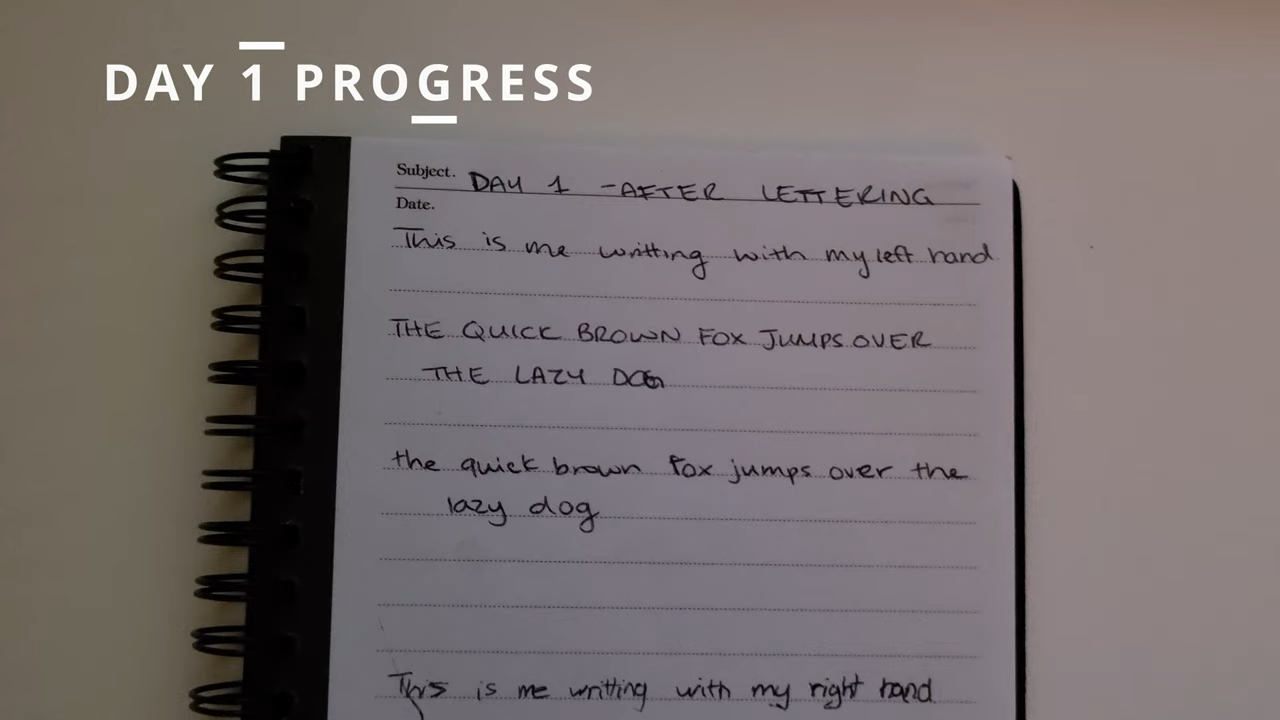 DAY 1 PROGRESS
Subject. DAY 1 -AFTER LETTERING
Date.
This is me writting with my left hand
THE QUICK BROWN FOX JUMPS OVER
THE LAZY DOG
the quick brown fox jumps over the
lazy dog
This is me writting with my right hand